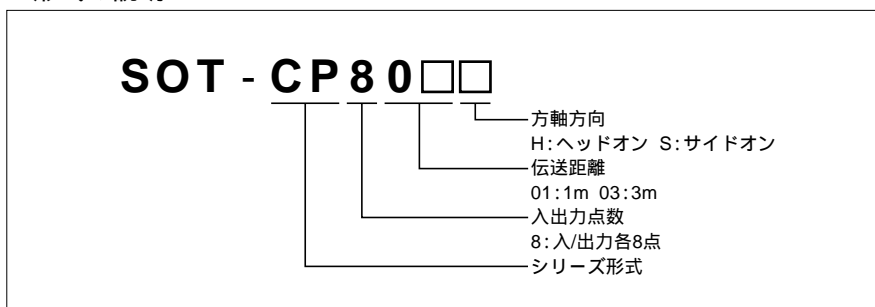 SOT - CP80□□
方軸方向
H:ヘッドオン S:サイドオン
伝送距離
01:1m 03:3m
入出力点数
8:入/出力各8点
シリーズ形式